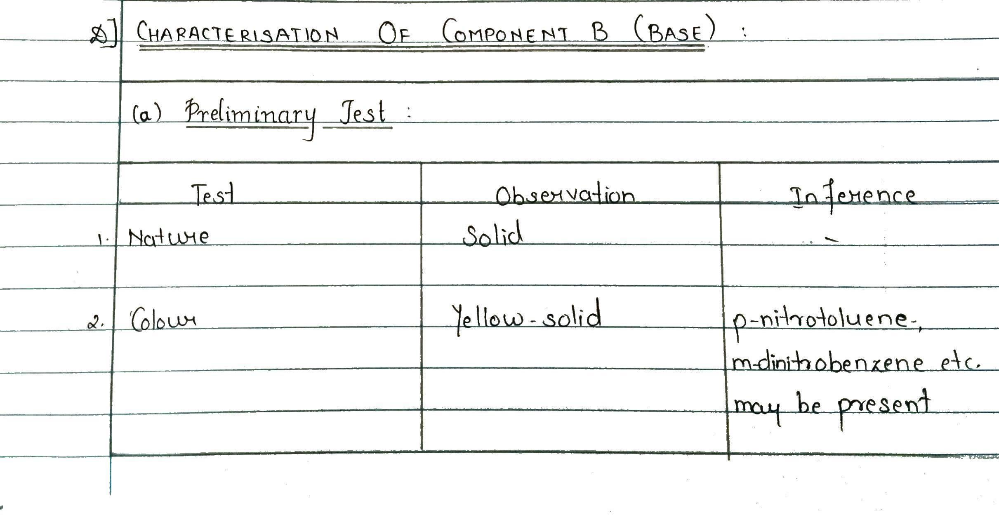 D] CHARACTERISATION OF COMPONENT B (BASE) :
(a) Preliminary Test :
Test Observation Inference
1. Nature Solid -
2. Colour Yellow-solid p-nitrotoluene-,
m-dinitrobenzene etc.
may be present